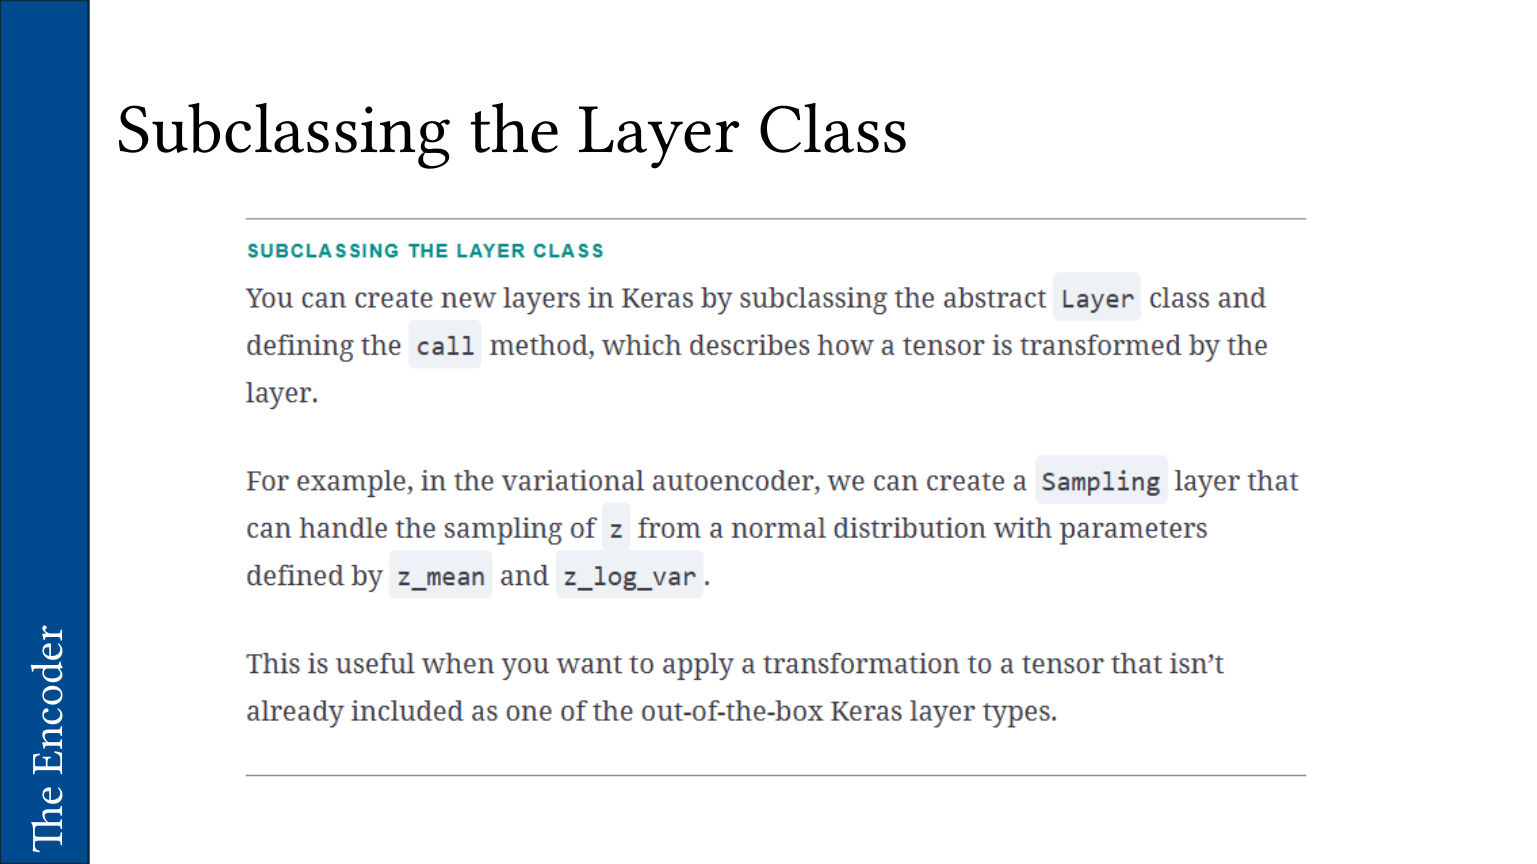 Subclassing the Layer Class
SUBCLASSING THE LAYER CLASS
You can create new layers in Keras by subclassing the abstract Layer class and
defining the call method, which describes how a tensor is transformed by the
layer.
For example, in the variational autoencoder, we can create a Sampling layer that
can handle the sampling of z from a normal distribution with parameters
defined by z_mean and z_log_var.
This is useful when you want to apply a transformation to a tensor that isn’t
already included as one of the out-of-the-box Keras layer types.
The Encoder